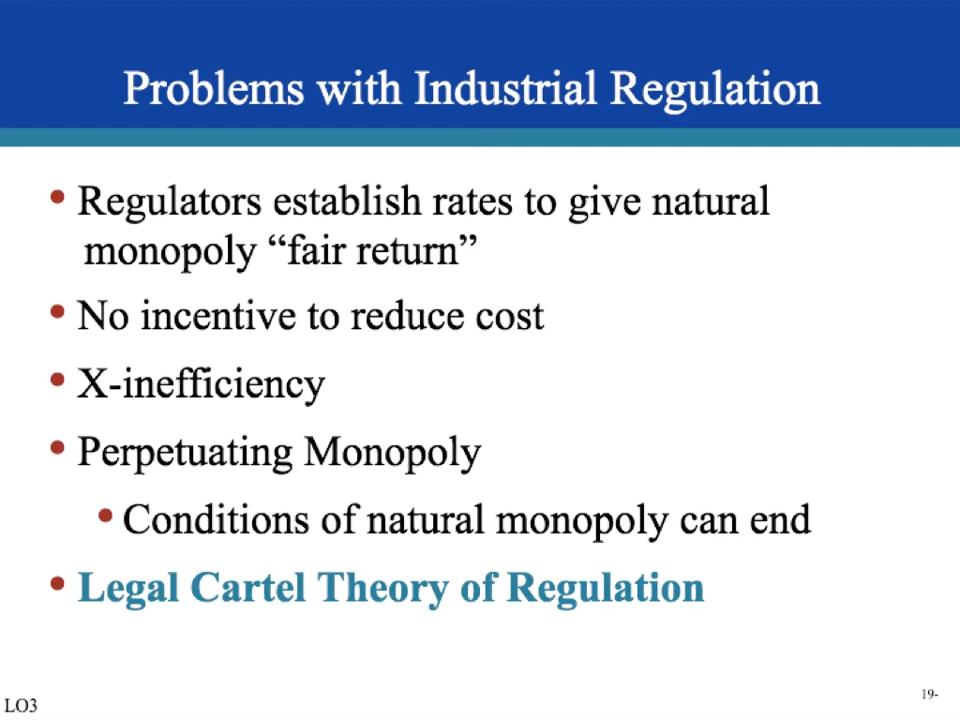 Problems with Industrial Regulation
• Regulators establish rates to give natural
monopoly “fair return”
• No incentive to reduce cost
• X-inefficiency
• Perpetuating Monopoly
• Conditions of natural monopoly can end
• Legal Cartel Theory of Regulation
LO3
19-